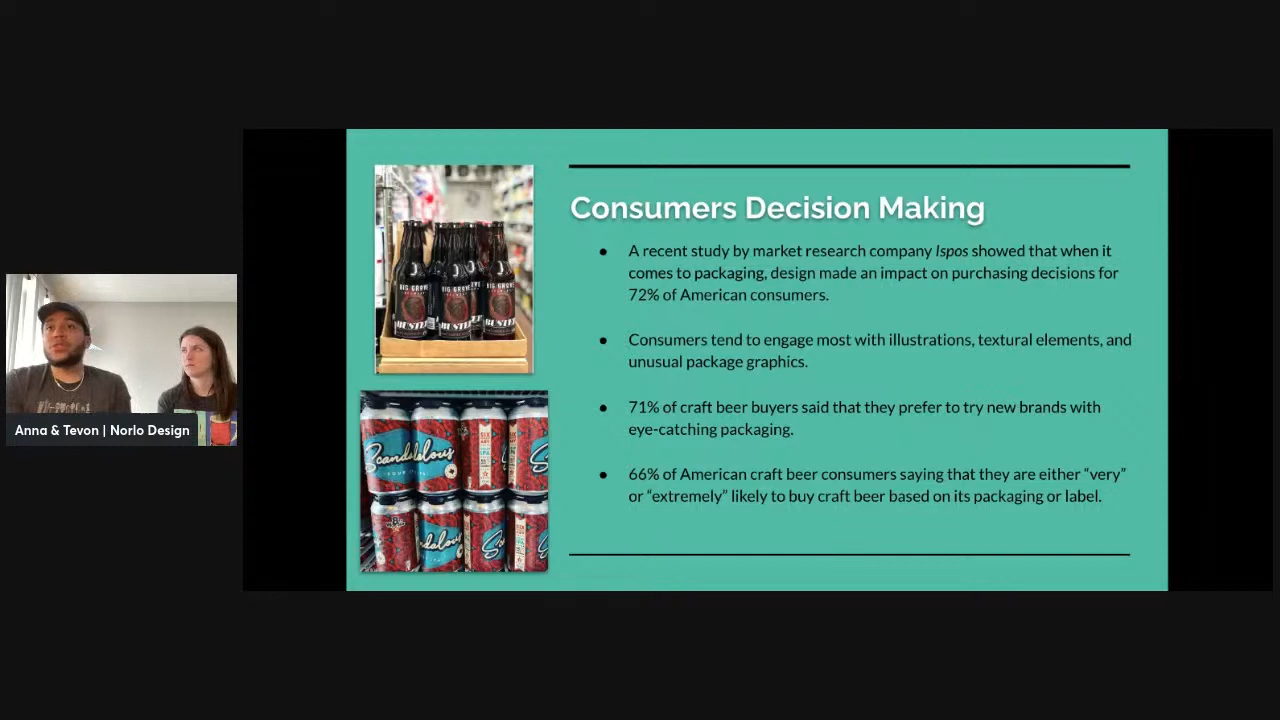 Consumers Decision Making
A recent study by market research company Ispos showed that when it
comes to packaging, design made an impact on purchasing decisions for
72% of American consumers.
Consumers tend to engage most with illustrations, textural elements, and
unusual package graphics.
71% of craft beer buyers said that they prefer to try new brands with
eye-catching packaging.
66% of American craft beer consumers saying that they are either “very”
or “extremely” likely to buy craft beer based on its packaging or label.
BIG GROVE
BUSTER
Scandalous
Anna & Tevon | Norlo Design